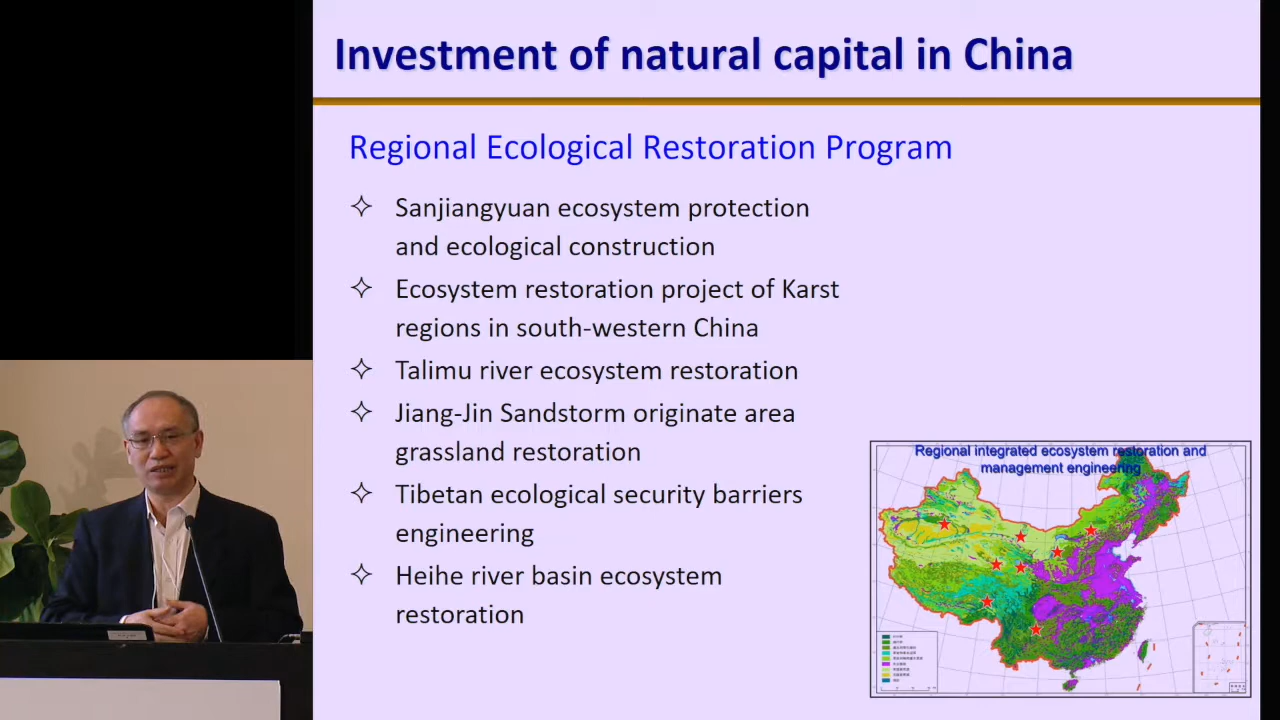 Investment of natural capital in China
Regional Ecological Restoration Program
Sanjiangyuan ecosystem protection
and ecological construction
Ecosystem restoration project of Karst
regions in south-western China
Talimu river ecosystem restoration
Jiang-Jin Sandstorm originate area
grassland restoration
Tibetan ecological security barriers
engineering
Heihe river basin ecosystem
restoration
Regional integrated ecosystem restoration and
management engineering